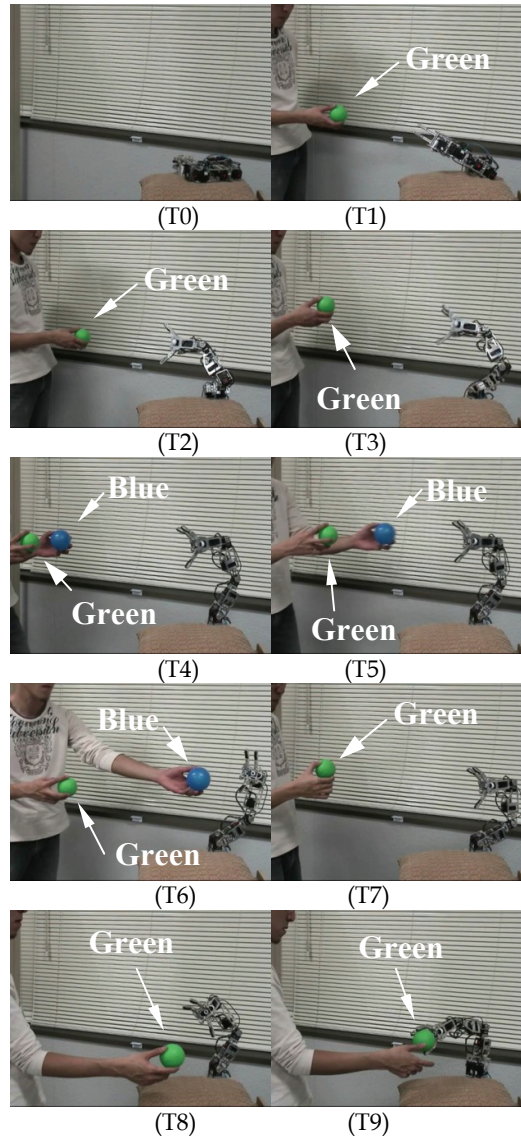 Green
(T0) (T1)
Green
Green
(T2) (T3)
Blue
Blue
Green
Green
(T4) (T5)
Blue
Green
Green
(T6) (T7)
Green
Green
(T8) (T9)